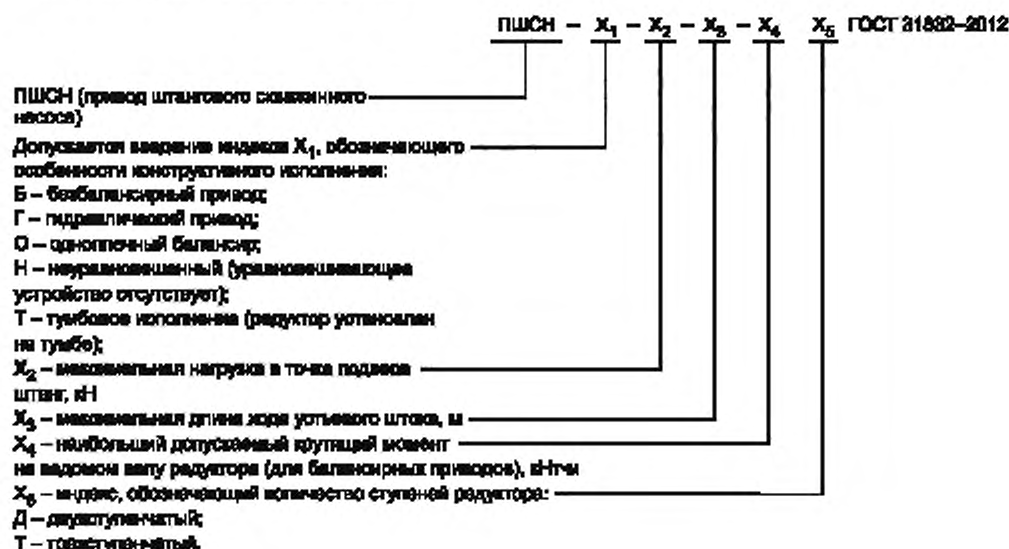 ПШСН – X₁ – X₂ – X₃ – X₄ X₅ ГОСТ 31832–2012
ПШСН (привод штангового скважинного
насоса)
Допускается введение индекса X₁, обозначающего
особенности конструктивного исполнения:
Б – безбалансирный привод;
Г – гидравлический привод;
О – одноплечный балансир;
Н – неуравновешенный (уравновешивающее
устройство отсутствует);
Т – тумбовое исполнение (редуктор установлен
на тумбе);
X₂ – максимальная нагрузка в точке подвеса
штанг, кН
X₃ – максимальная длина хода устьевого штока, м
X₄ – наибольший допускаемый крутящий момент
на ведомом валу редуктора (для балансирных приводов),
X₅ – индекс, обозначающий количество ступеней редуктора:
Д – двухступенчатый;
Т – трехступенчатый.